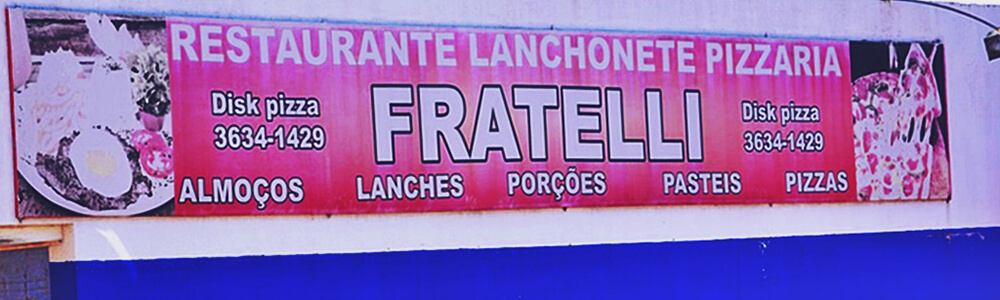 RESTAURANTE LANCHONETE PIZZARIA
Disk pizza
3634-1429
FRATELLI
Disk pizza
3634-1429
ALMOÇOS LANCHES PORÇÕES PASTEIS PIZZAS